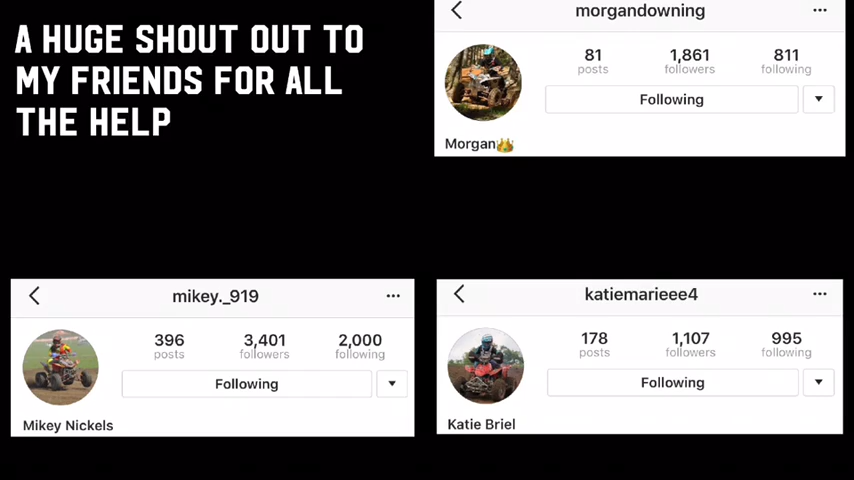 A HUGE SHOUT OUT TO
MY FRIENDS FOR ALL
THE HELP
morgandowning
81 1,861 811
posts followers following
Following
Morgan👑
mikey._919
396 3,401 2,000
posts followers following
Following
Mikey Nickels
katiemarieee4
178 1,107 995
posts followers following
Following
Katie Briel